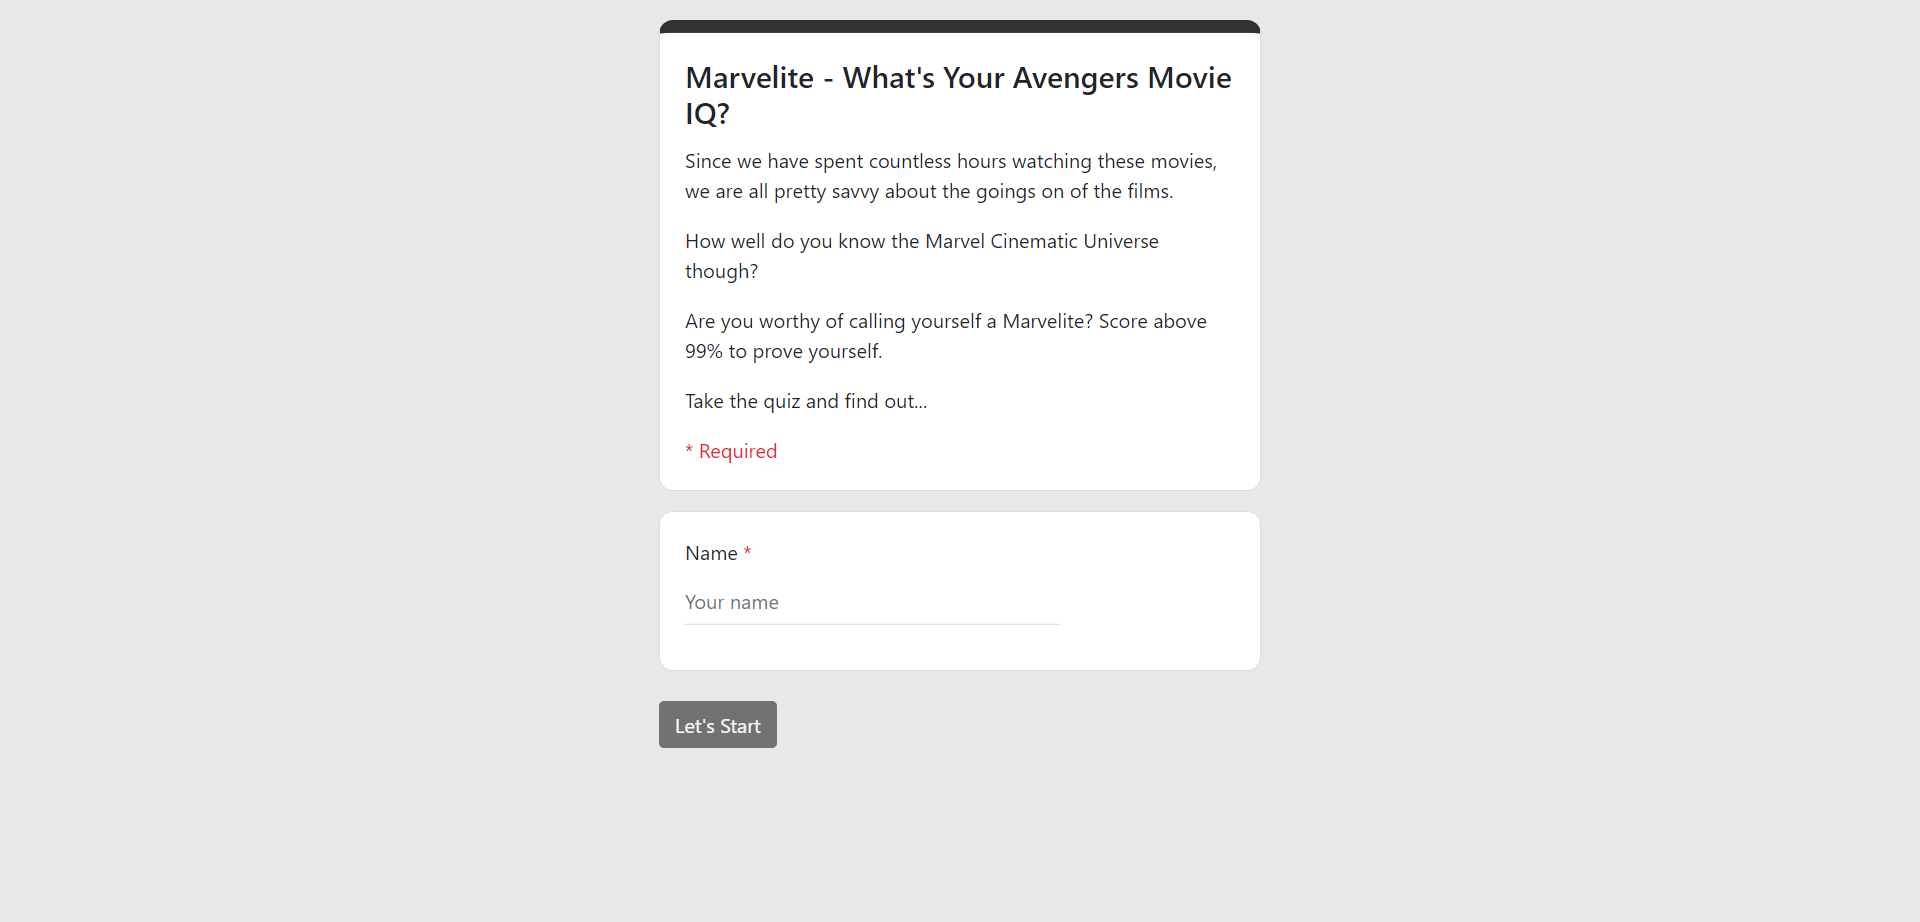 Marvelite - What's Your Avengers Movie
IQ?
Since we have spent countless hours watching these movies,
we are all pretty savvy about the goings on of the films.
How well do you know the Marvel Cinematic Universe
though?
Are you worthy of calling yourself a Marvelite? Score above
99% to prove yourself.
Take the quiz and find out...
* Required
Name *
Your name
Let's Start